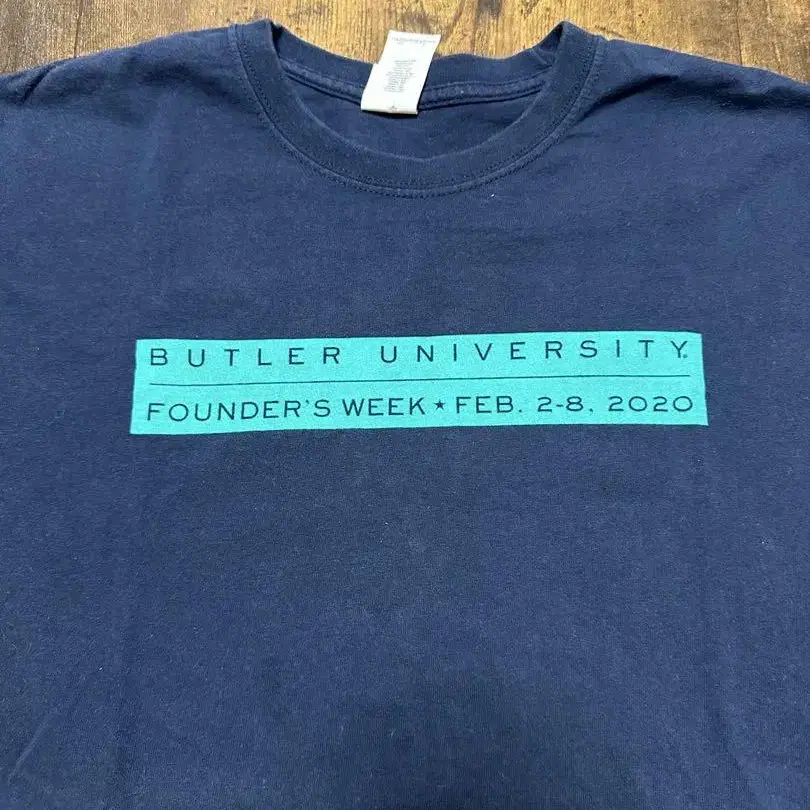 BUTLER UNIVERSITY®
FOUNDER'S WEEK ★ FEB. 2-8, 2020